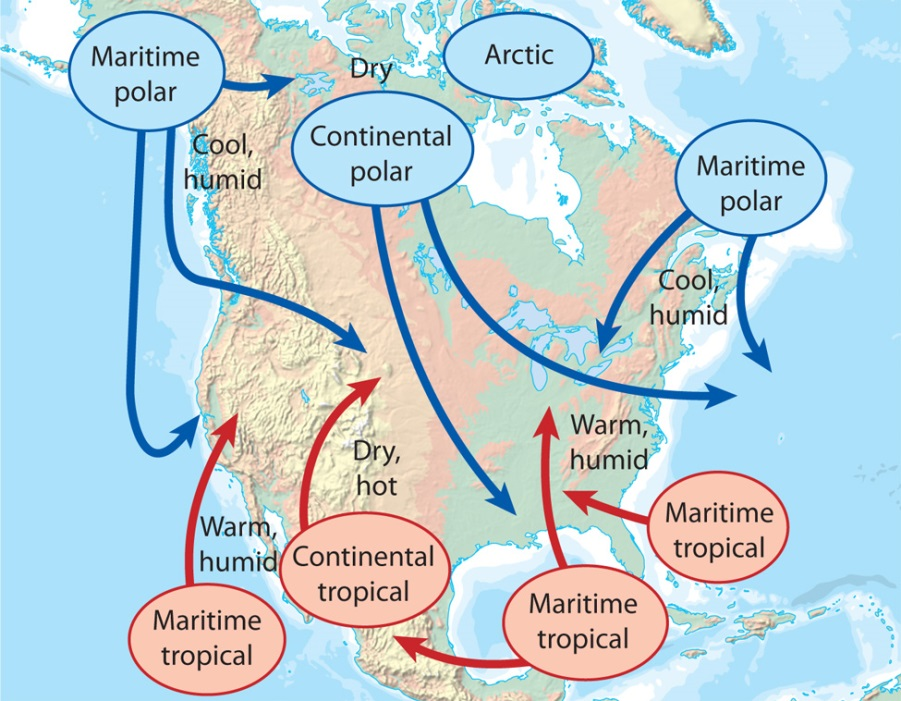 Maritime
polar
Dry
Arctic
Continental
polar
Cool,
humid
Maritime
polar
Cool,
humid
Warm,
humid
Dry,
hot
Maritime
tropical
Warm,
humid
Continental
tropical
Maritime
tropical
Maritime
tropical